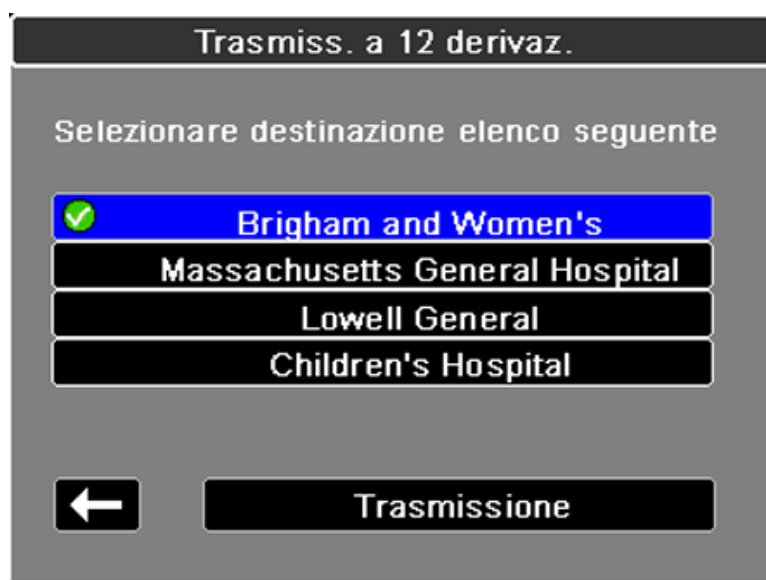 Trasmiss. a 12 derivaz.
Selezionare destinazione elenco seguente
Brigham and Women's
Massachusetts General Hospital
Lowell General
Children's Hospital
Trasmissione